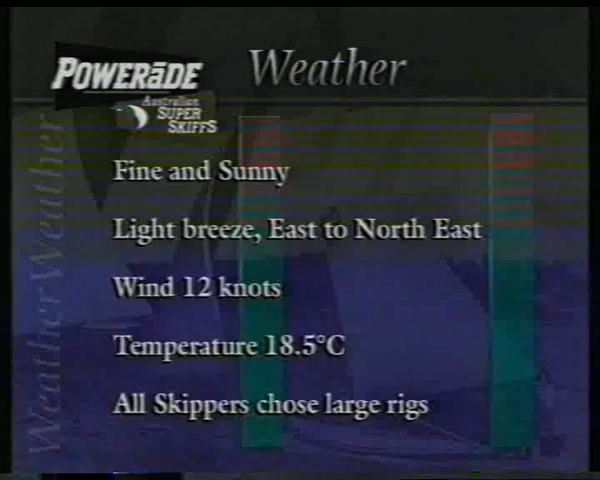 POWERāDE
Weather
Australian
SUPER
SKIFFS
WeatherWeather
Fine and Sunny
Light breeze, East to North East
Wind 12 knots
Temperature 18.5°C
All Skippers chose large rigs